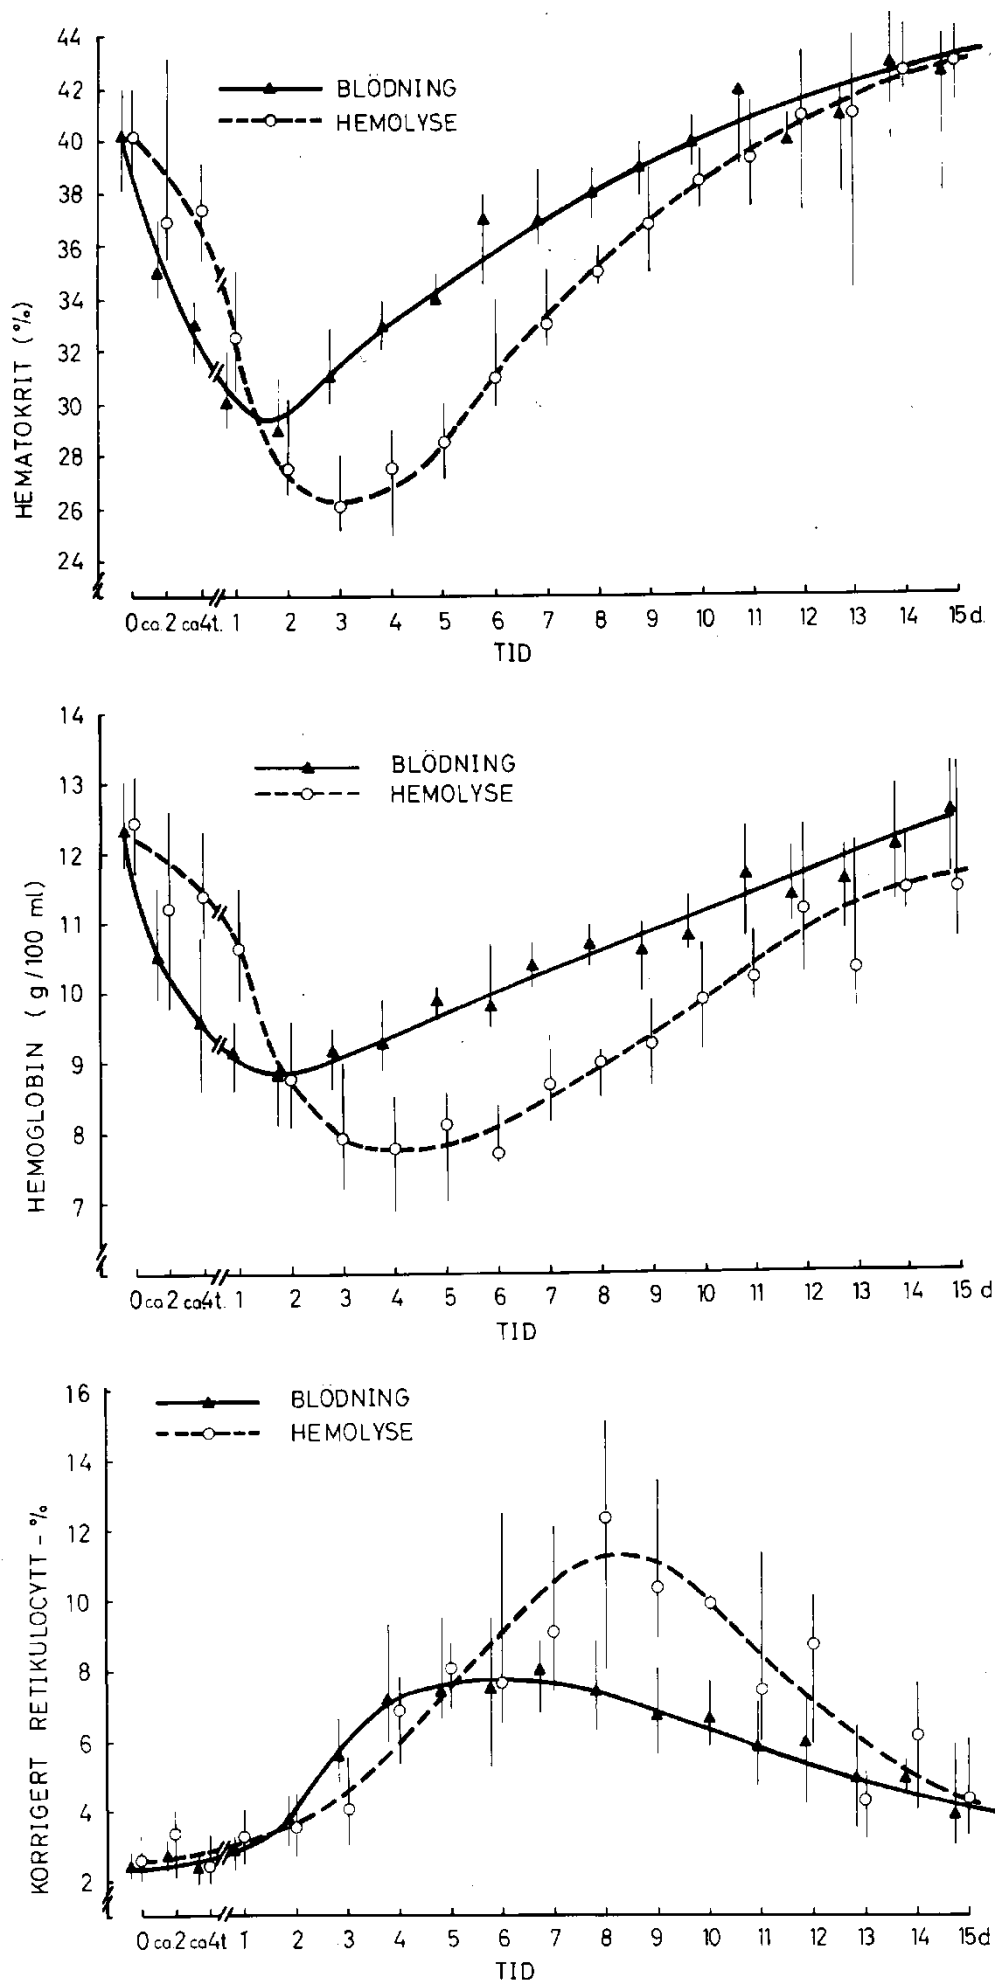 HEMATOKRIT (%)
44
42
40
38
36
34
32
30
28
26
24
BLÖDNING
HEMOLYSE
0 ca. 2 ca 4 t. 1 2 3 4 5 6 7 8 9 10 11 12 13 14 15 d.
TID
HEMOGLOBIN (g/100 ml)
14
13
12
11
10
9
8
7
BLÖDNING
HEMOLYSE
0 ca 2 ca 4 t. 1 2 3 4 5 6 7 8 9 10 11 12 13 14 15 d
TID
KORRIGERT RETIKULOCYTT - %
16
14
12
10
8
6
4
2
BLÖDNING
HEMOLYSE
0 ca. 2 ca 4 t 1 2 3 4 5 6 7 8 9 10 11 12 13 14 15 d
TID